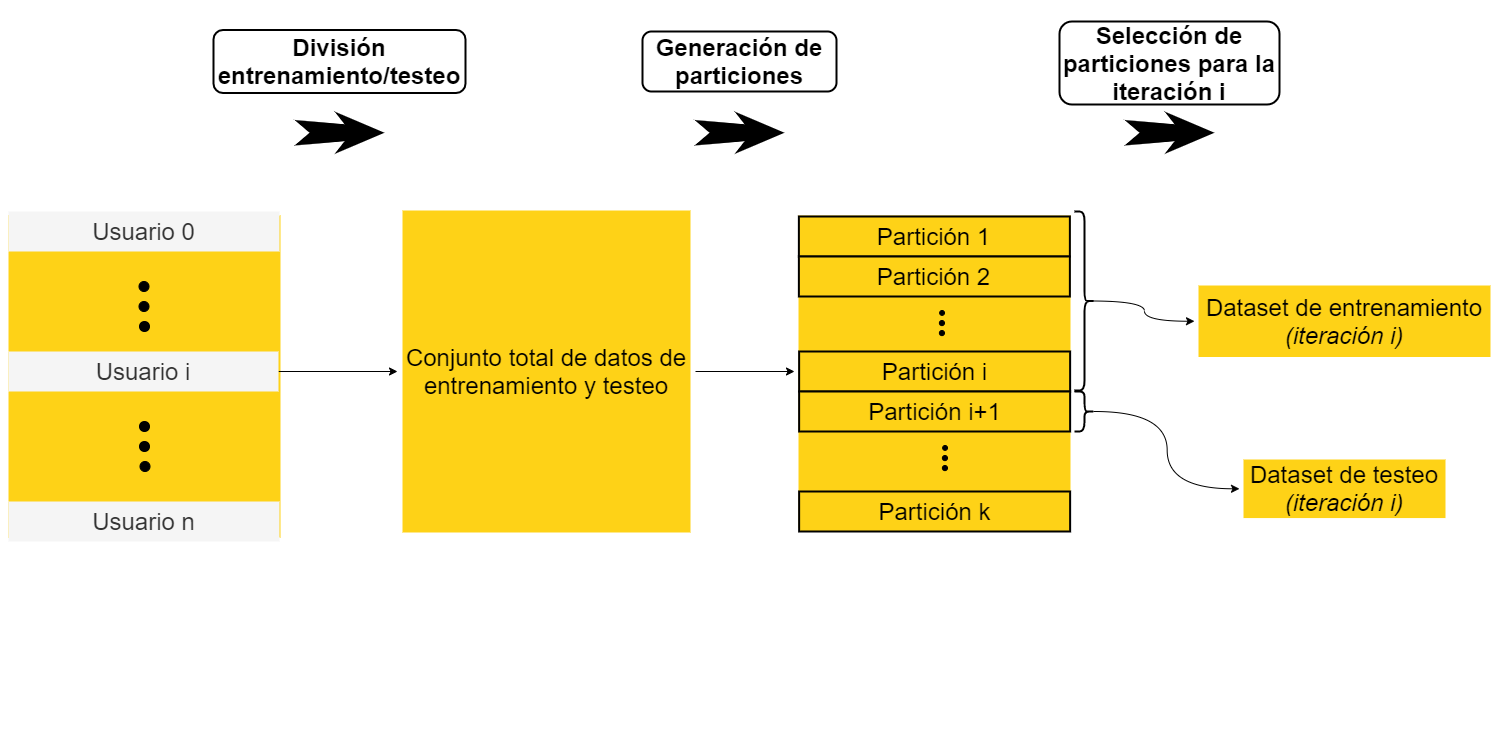 División
entrenamiento/testeo
Generación de
particiones
Selección de
particiones para la
iteración i
Usuario 0
Usuario i
Usuario n
Conjunto total de datos de
entrenamiento y testeo
Partición 1
Partición 2
Partición i
Partición i+1
Partición k
Dataset de entrenamiento
(iteración i)
Dataset de testeo
(iteración i)